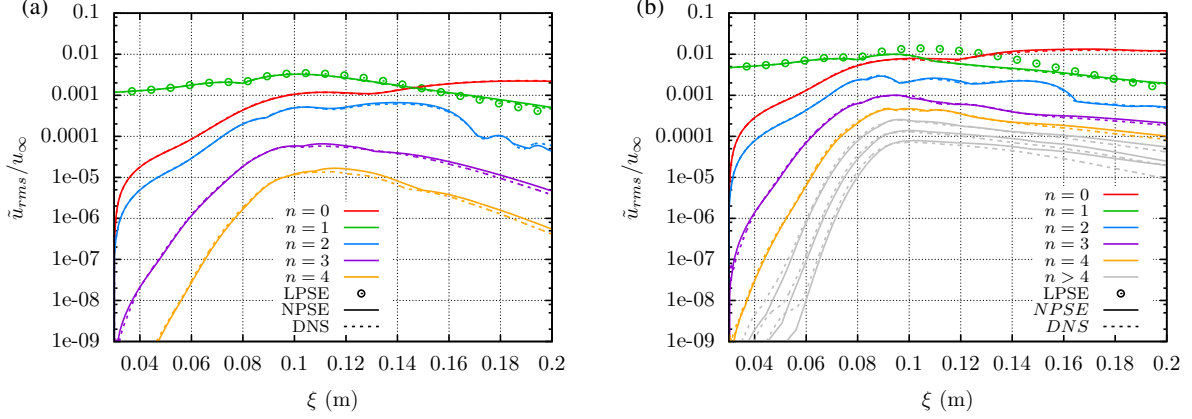 (a)
0.1
0.01
0.001
0.0001
1e-05
1e-06
1e-07
1e-08
1e-09
ũrms/u∞
n = 0
n = 1
n = 2
n = 3
n = 4
LPSE
NPSE
DNS
0.04 0.06 0.08 0.1 0.12 0.14 0.16 0.18 0.2
ξ (m)
(b)
0.1
0.01
0.001
0.0001
1e-05
1e-06
1e-07
1e-08
1e-09
ũrms/u∞
n = 0
n = 1
n = 2
n = 3
n = 4
n > 4
LPSE
NPSE
DNS
0.04 0.06 0.08 0.1 0.12 0.14 0.16 0.18 0.2
ξ (m)